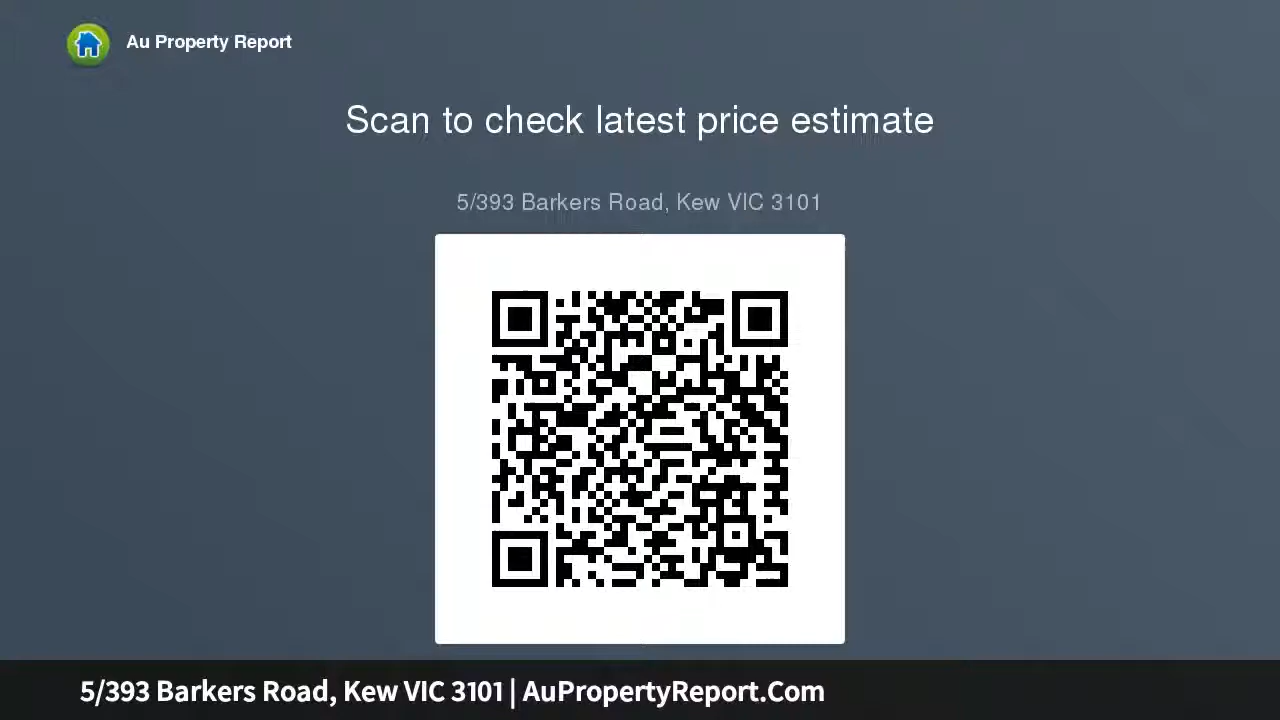 Au Property Report
Scan to check latest price estimate
5/393 Barkers Road, Kew VIC 3101
5/393 Barkers Road, Kew VIC 3101 | AuPropertyReport.Com